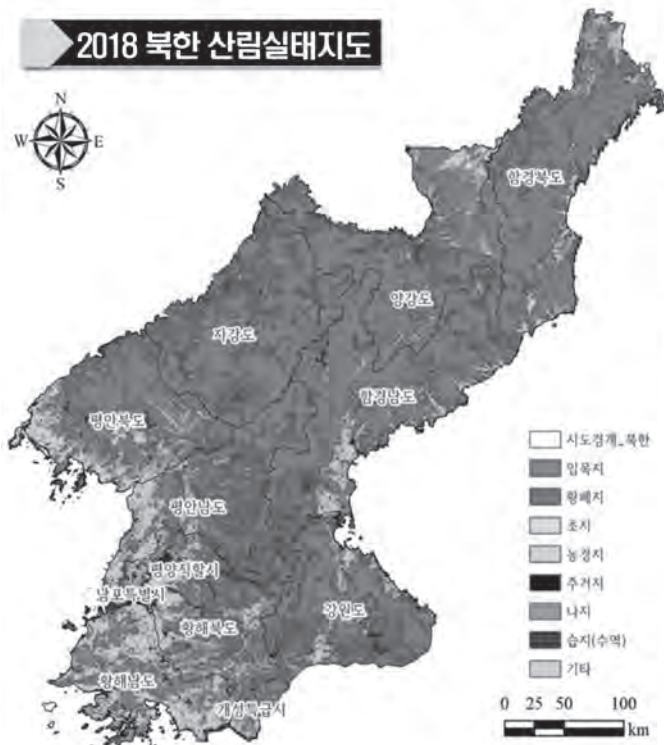 2018 북한 산림실태지도
N
W E
S
함경북도
양강도
자강도
함경남도
평안북도
평안남도
평양직할시
남포특별시
황해북도
강원도
황해남도
개성특급시
시도경계_북한
입목지
황폐지
초지
농경지
주거지
나지
습지(수역)
기타
0 25 50 100
km